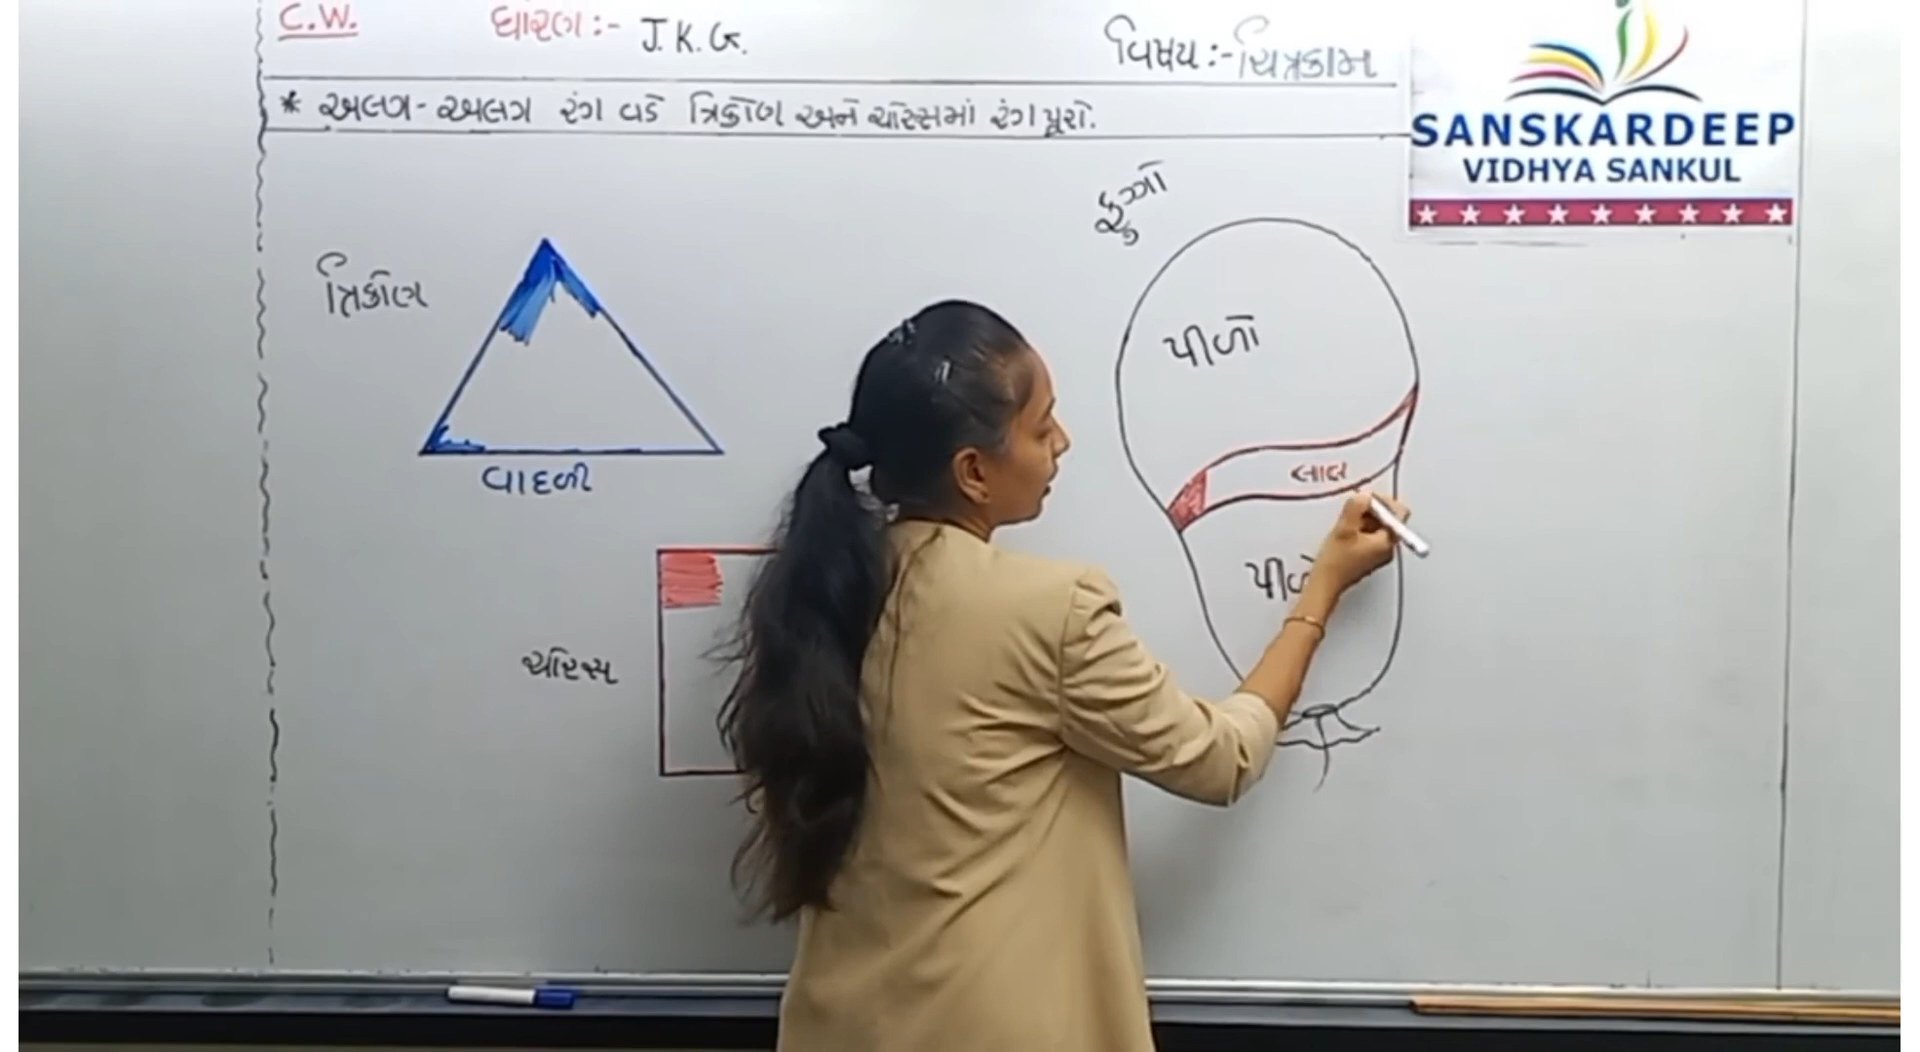 C.W. ધોરણ:- J.K.G. વિષય:- ચિત્રકામ
* અલગ-અલગ રંગ વડે ત્રિકોણ અને ચોરસમાં રંગ પૂરો.
SANSKARDEEP
VIDHYA SANKUL
ફુગ્ગો
ત્રિકોણ
પીળો
વાદળી
લાલ
ચોરસ